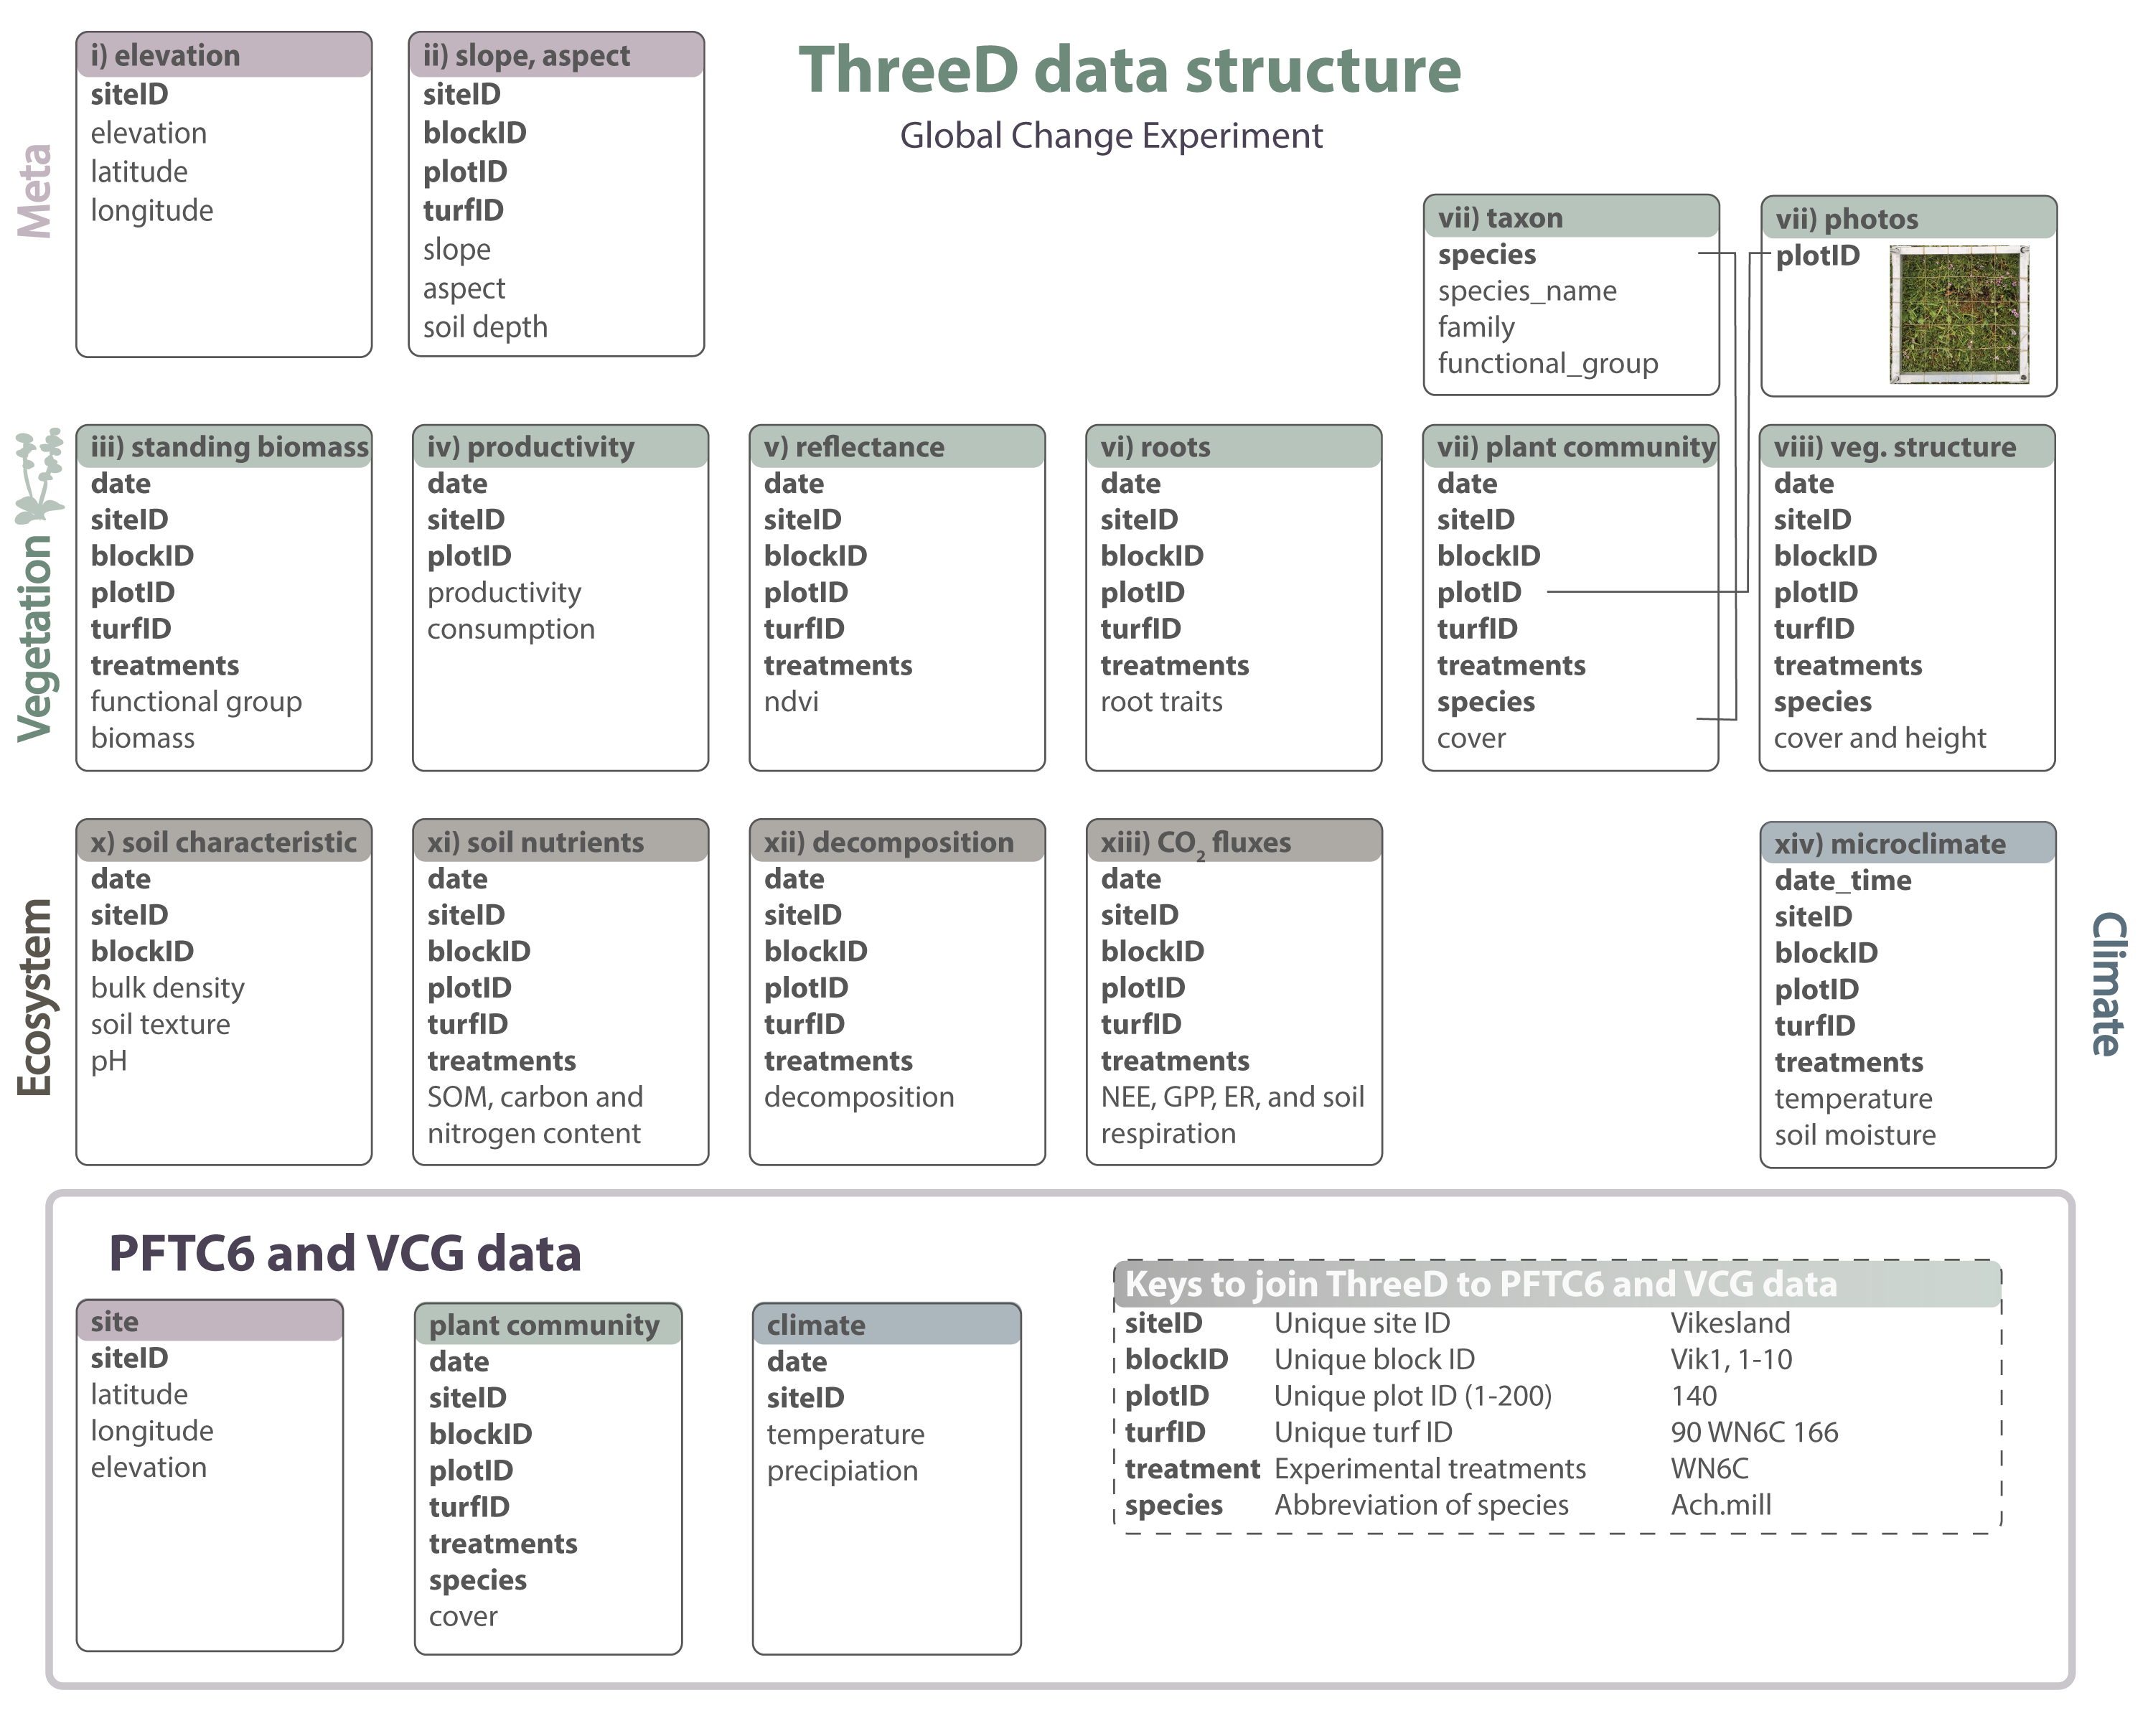 ThreeD data structure
Global Change Experiment
Meta
i) elevation
siteID
elevation
latitude
longitude
ii) slope, aspect
siteID
blockID
plotID
turfID
slope
aspect
soil depth
vii) taxon
species
species_name
family
functional_group
vii) photos
plotID
Vegetation
iii) standing biomass
date
siteID
blockID
plotID
turfID
treatments
functional group
biomass
iv) productivity
date
siteID
plotID
productivity
consumption
v) reflectance
date
siteID
blockID
plotID
turfID
treatments
ndvi
vi) roots
date
siteID
blockID
plotID
turfID
treatments
root traits
vii) plant community
date
siteID
blockID
plotID
turfID
treatments
species
cover
viii) veg. structure
date
siteID
blockID
plotID
turfID
treatments
species
cover and height
Ecosystem
x) soil characteristic
date
siteID
blockID
bulk density
soil texture
pH
xi) soil nutrients
date
siteID
blockID
plotID
turfID
treatments
SOM, carbon and
nitrogen content
xii) decomposition
date
siteID
blockID
plotID
turfID
treatments
decomposition
xiii) CO2 fluxes
date
siteID
blockID
plotID
turfID
treatments
NEE, GPP, ER, and soil
respiration
Climate
xiv) microclimate
date_time
siteID
blockID
plotID
turfID
treatments
temperature
soil moisture
PFTC6 and VCG data
site
siteID
latitude
longitude
elevation
plant community
date
siteID
blockID
plotID
turfID
treatments
species
cover
climate
date
siteID
temperature
precipiation
Keys to join ThreeD to PFTC6 and VCG data
siteID Unique site ID Vikesland
blockID Unique block ID Vik1, 1-10
plotID Unique plot ID (1-200) 140
turfID Unique turf ID 90 WN6C 166
treatment Experimental treatments WN6C
species Abbreviation of species Ach.mill